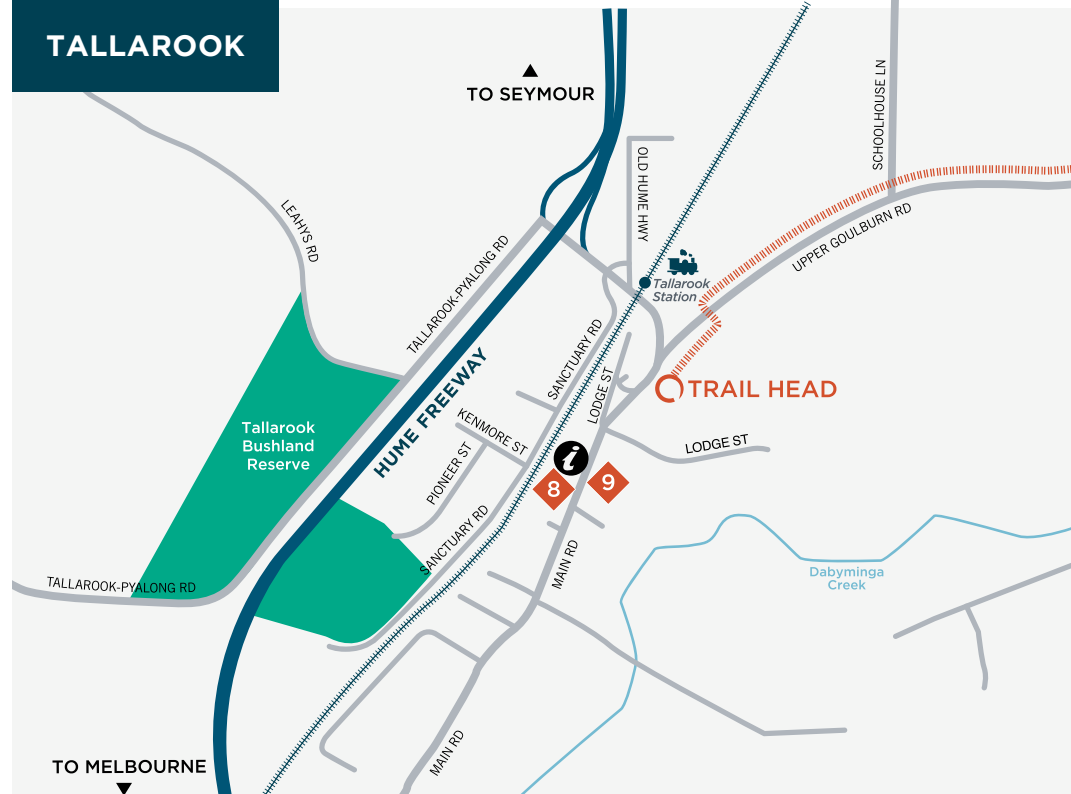 TALLAROOK
TO SEYMOUR
SCHOOLHOUSE LN
OLD HUME HWY
LEAHYS RD
UPPER GOULBURN RD
TALLAROOK-PYALONG RD
Tallarook
Station
SANCTUARY RD
HUME FREEWAY
LODGE ST
TRAIL HEAD
KENMORE ST
Tallarook
Bushland
Reserve
PIONEER ST
LODGE ST
i
8
9
SANCTUARY RD
MAIN RD
Dabyminga
Creek
TALLAROOK-PYALONG RD
MAIN RD
TO MELBOURNE